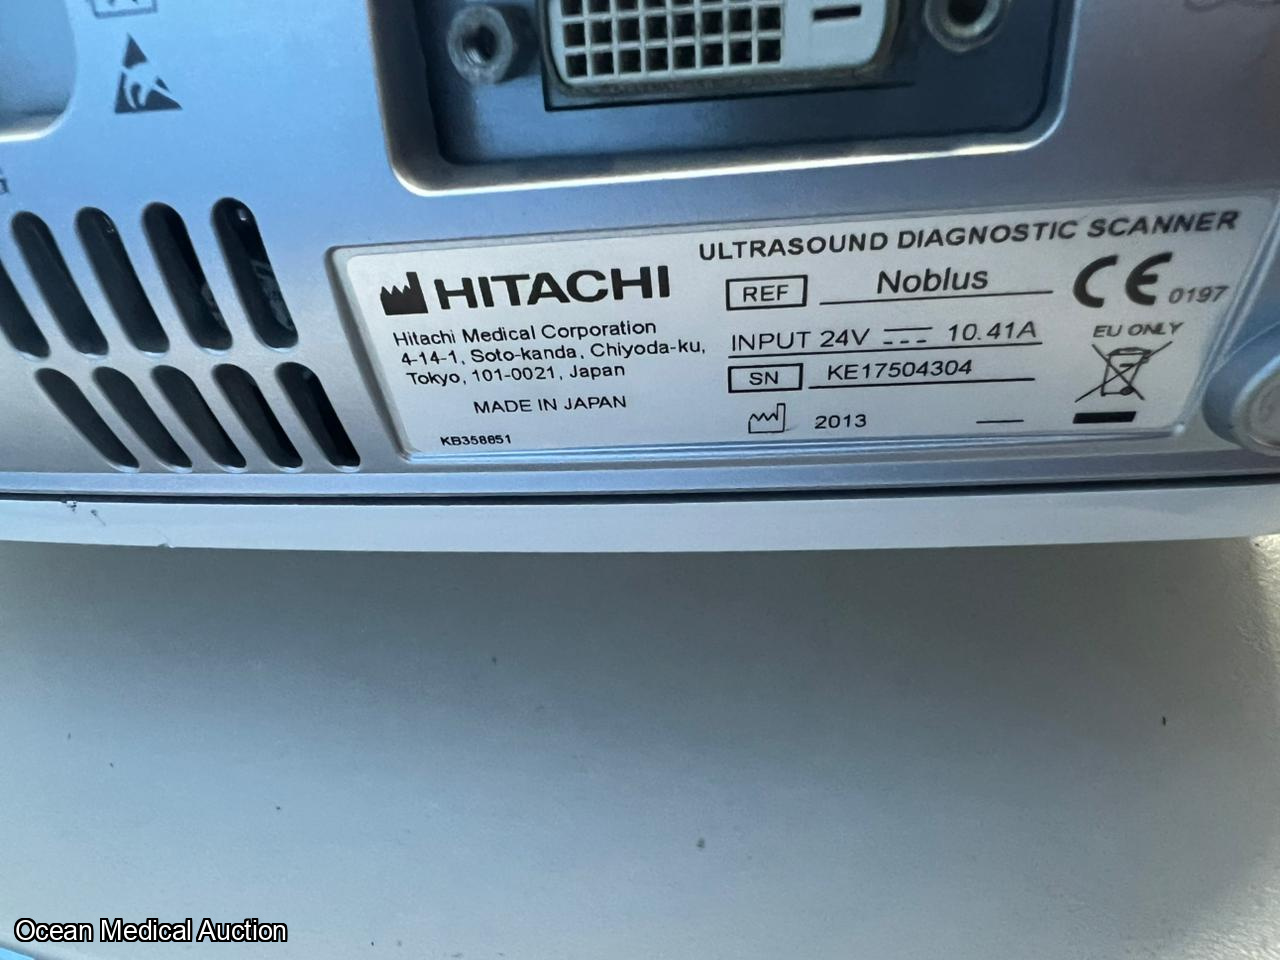 HITACHI
Hitachi Medical Corporation
4-14-1, Soto-kanda, Chiyoda-ku,
Tokyo, 101-0021, Japan
MADE IN JAPAN
KB358851
ULTRASOUND DIAGNOSTIC SCANNER
REF Noblus
INPUT 24V 10.41A
SN KE17504304
2013
CE 0197
EU ONLY
Ocean Medical Auction